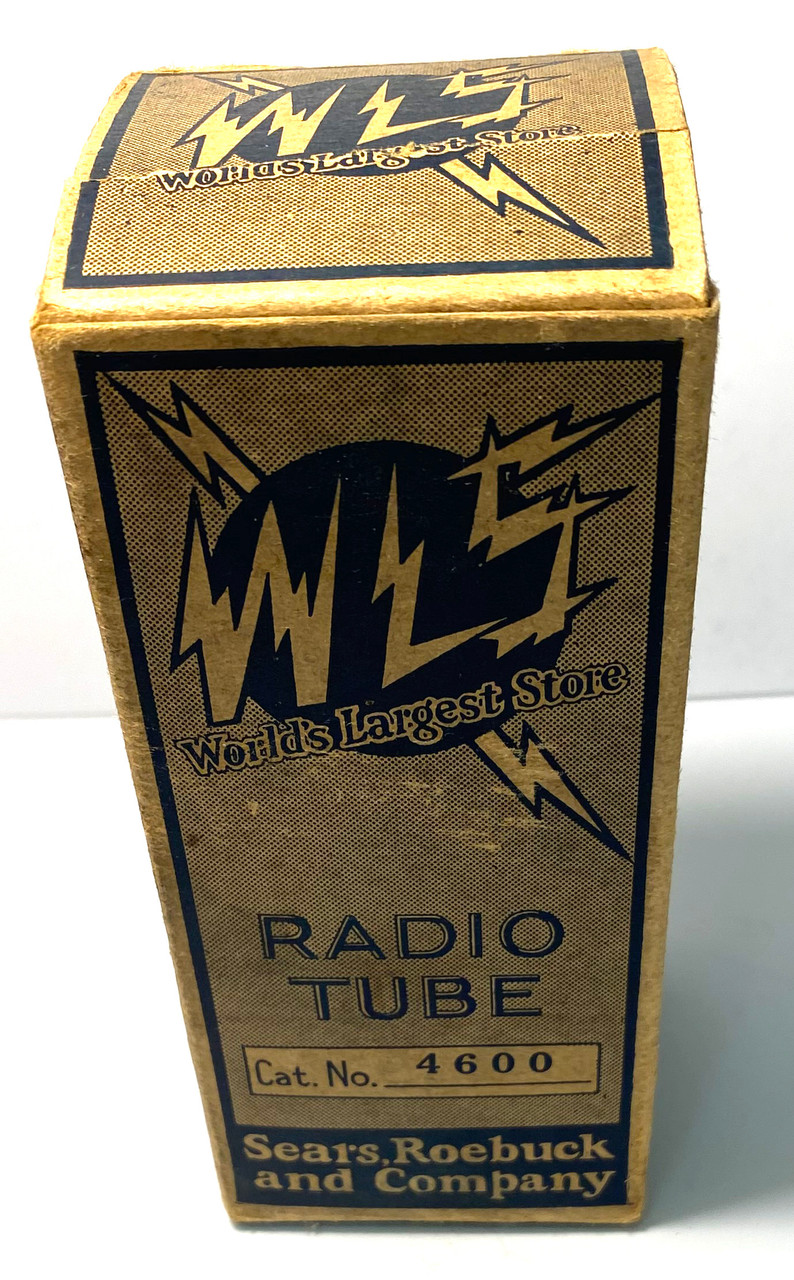 WLS
World's Largest Store
WLS
World's Largest Store
RADIO
TUBE
Cat. No. 4600
Sears, Roebuck
and Company